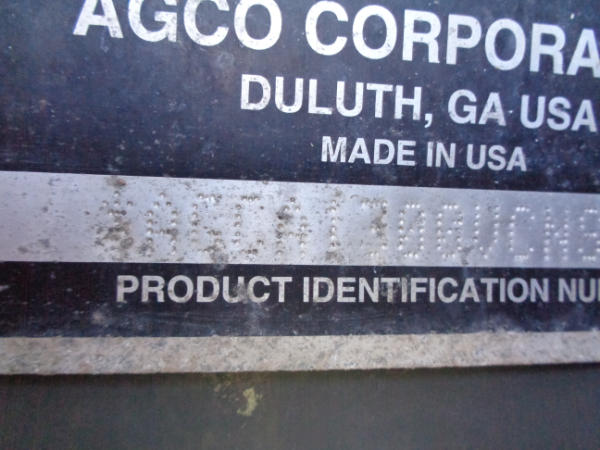 AGCO CORPORA
DULUTH, GA USA
MADE IN USA
PRODUCT IDENTIFICATION NU